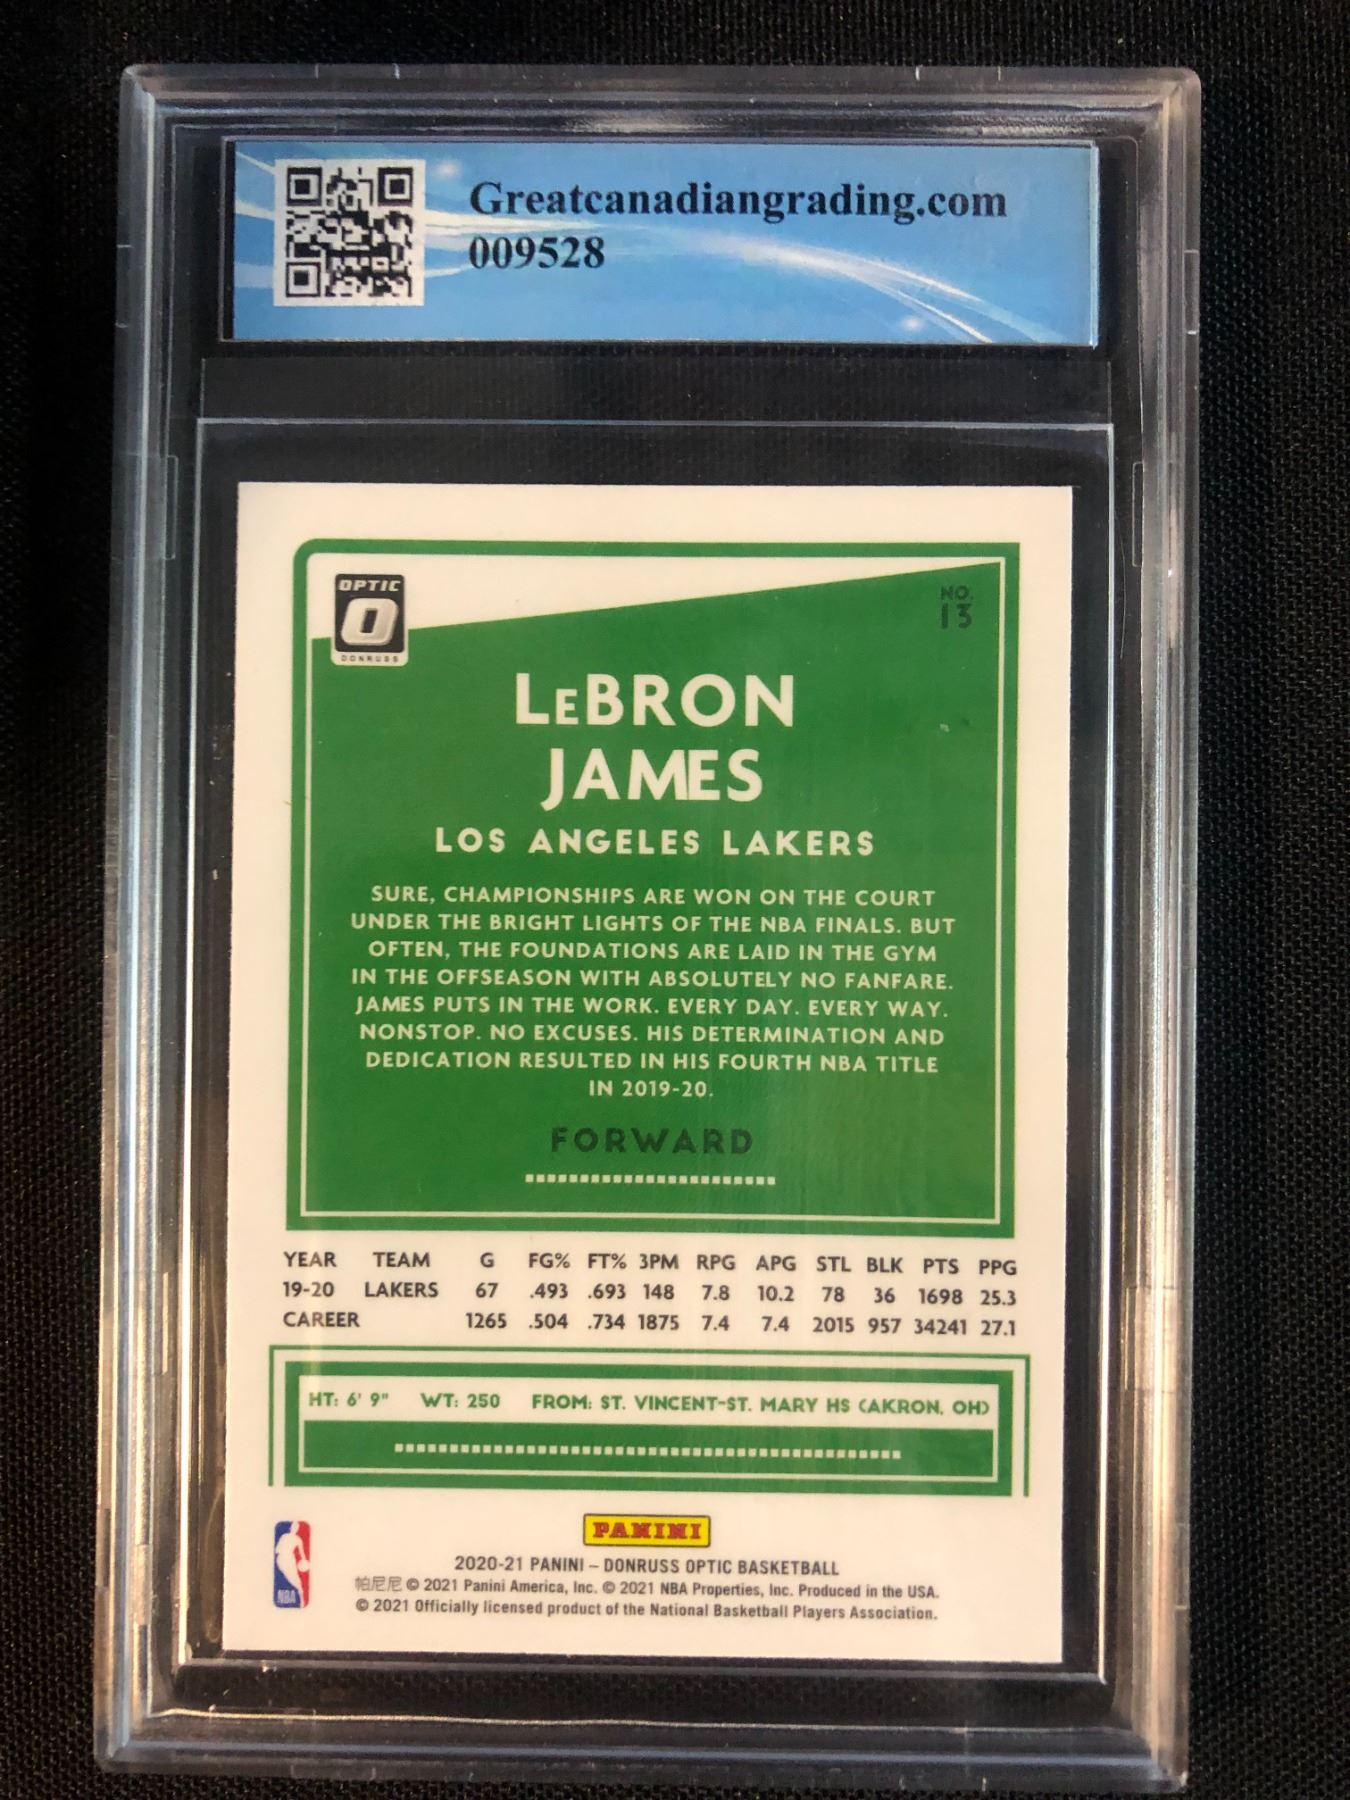 Greatcanadiangrading.com
009528
OPTIC
O
DONRUSS
NO.
13
LeBRON
JAMES
LOS ANGELES LAKERS
SURE, CHAMPIONSHIPS ARE WON ON THE COURT
UNDER THE BRIGHT LIGHTS OF THE NBA FINALS. BUT
OFTEN, THE FOUNDATIONS ARE LAID IN THE GYM
IN THE OFFSEASON WITH ABSOLUTELY NO FANFARE.
JAMES PUTS IN THE WORK. EVERY DAY. EVERY WAY.
NONSTOP. NO EXCUSES. HIS DETERMINATION AND
DEDICATION RESULTED IN HIS FOURTH NBA TITLE
IN 2019-20.
FORWARD
YEAR TEAM G FG% FT% 3PM RPG APG STL BLK PTS PPG
19-20 LAKERS 67 .493 .693 148 7.8 10.2 78 36 1698 25.3
CAREER 1265 .504 .734 1875 7.4 7.4 2015 957 34241 27.1
HT: 6' 9" WT: 250 FROM: ST. VINCENT-ST. MARY HS (AKRON, OH)
PANINI
NBA
2020-21 PANINI – DONRUSS OPTIC BASKETBALL
帕尼尼 © 2021 Panini America, Inc. © 2021 NBA Properties, Inc. Produced in the USA.
© 2021 Officially licensed product of the National Basketball Players Association.